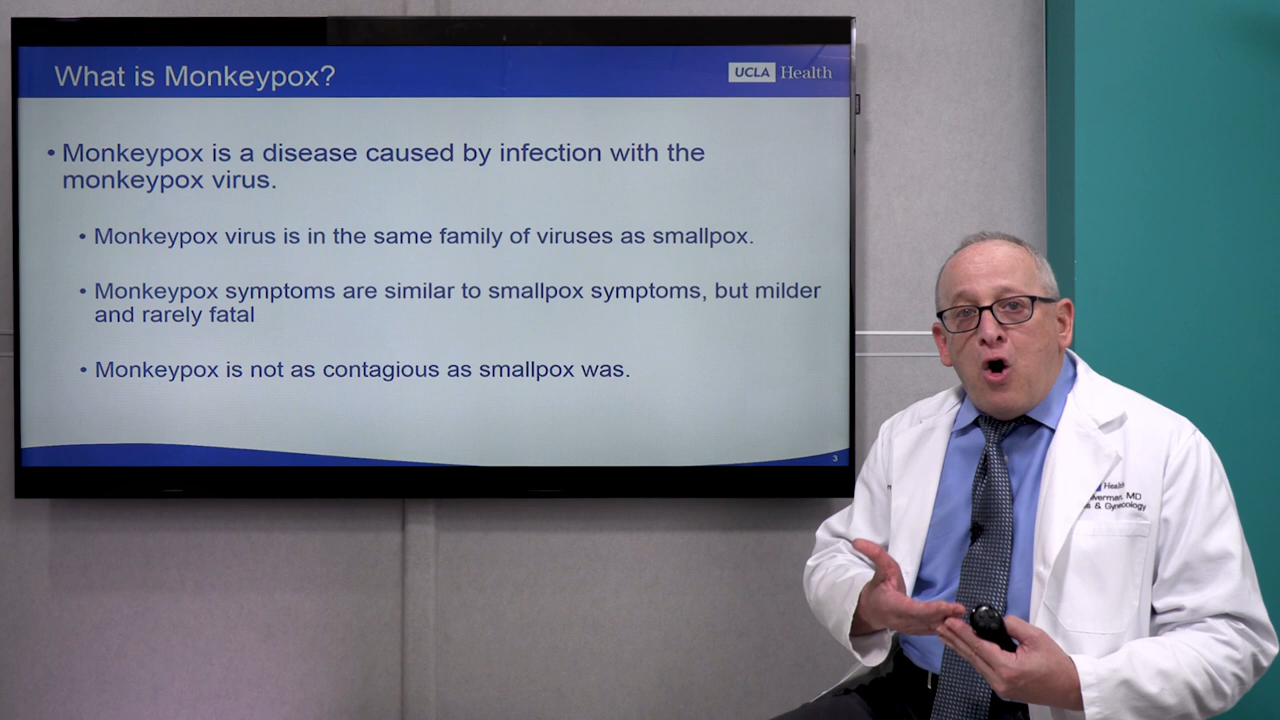 What is Monkeypox?
UCLA Health
• Monkeypox is a disease caused by infection with the
monkeypox virus.
• Monkeypox virus is in the same family of viruses as smallpox.
• Monkeypox symptoms are similar to smallpox symptoms, but milder
and rarely fatal
• Monkeypox is not as contagious as smallpox was.
3
Health
MD
& Gynecology